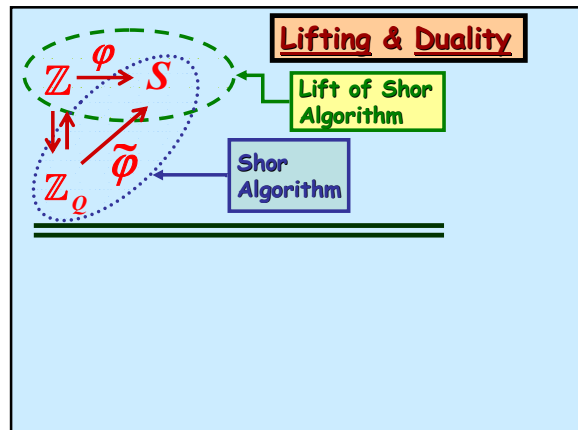 Lifting & Duality
φ
ℤ S
Lift of Shor
Algorithm
φ̃
ℤ_Q
Shor
Algorithm